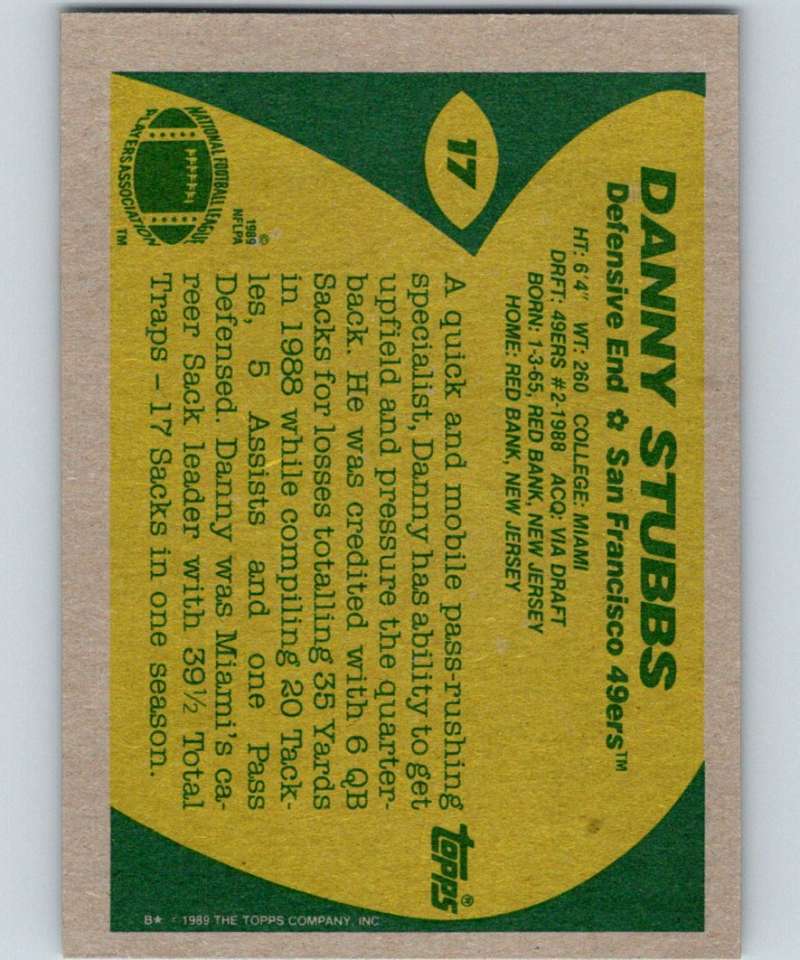 17
DANNY STUBBS
Defensive End ✿ San Francisco 49ers™
HT: 6'4" WT: 260 COLLEGE: MIAMI
DRFT: 49ERS #2-1988 ACQ: VIA DRAFT
BORN: 1-3-65, RED BANK, NEW JERSEY
HOME: RED BANK, NEW JERSEY
A quick and mobile pass-rushing
specialist, Danny has ability to get
upfield and pressure the quarter-
back. He was credited with 6 QB
Sacks for losses totalling 35 Yards
in 1988 while compiling 20 Tack-
les, 5 Assists and one Pass
Defensed. Danny was Miami's ca-
reer Sack leader with 39½ Total
Traps – 17 Sacks in one season.
©
1989
NFLPA
NATIONAL FOOTBALL LEAGUE
PLAYERS ASSOCIATION
TM
topps®
B★ ©1989 THE TOPPS COMPANY, INC